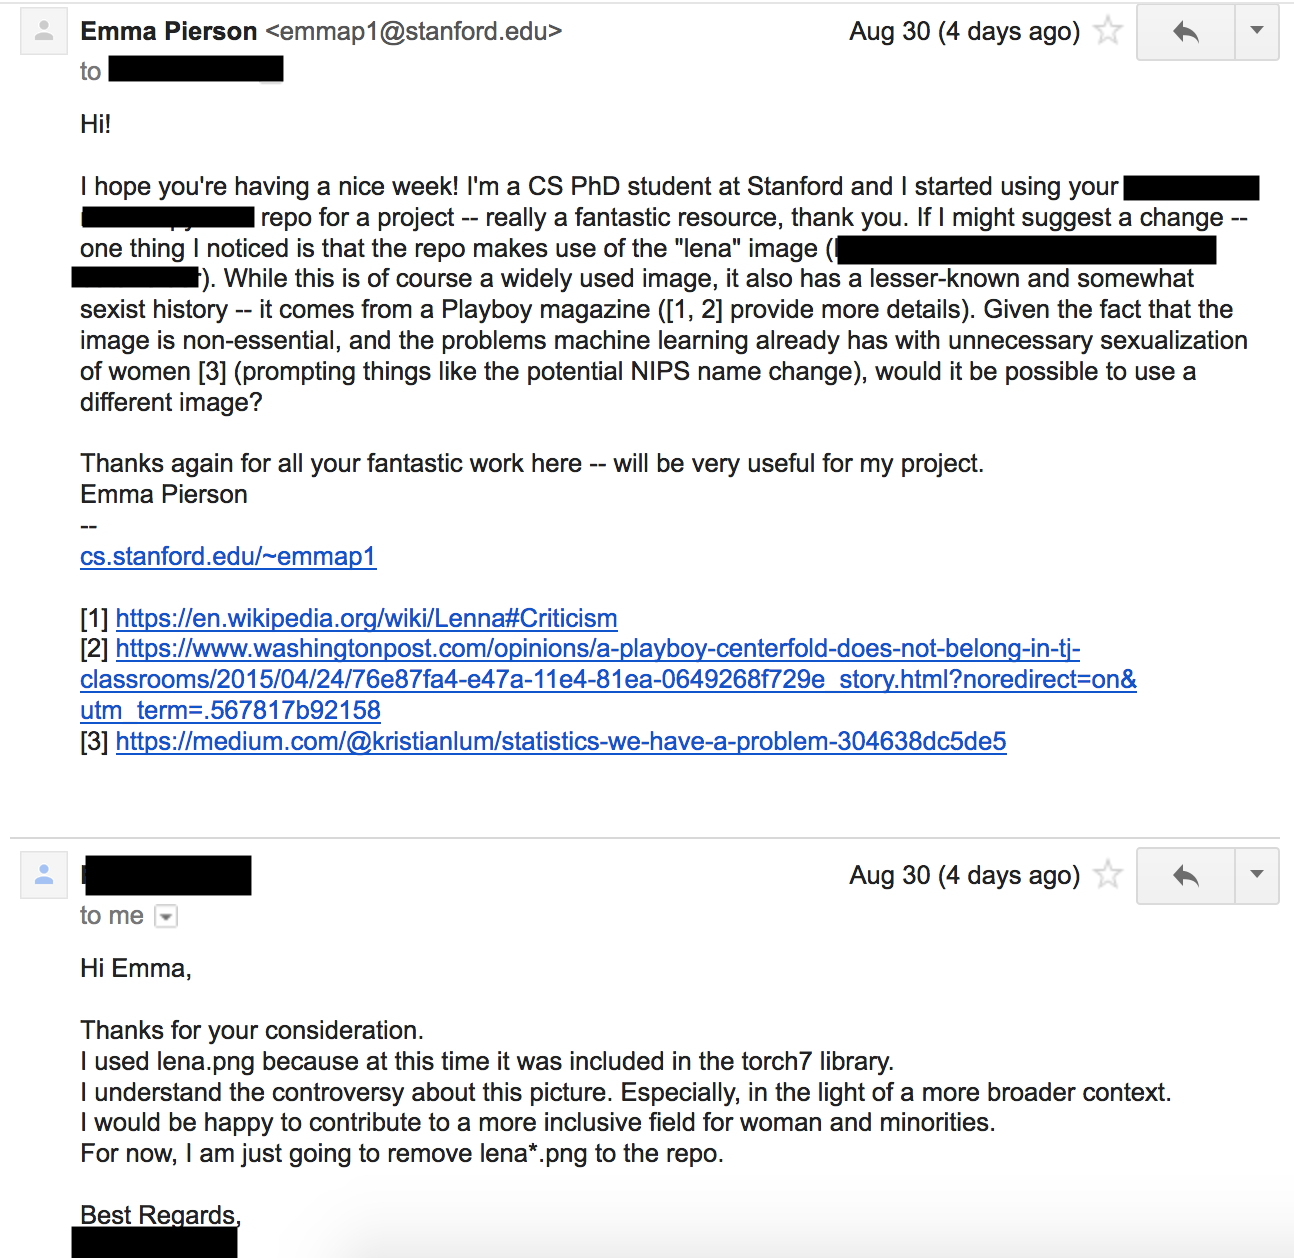 Emma Pierson <emmap1@stanford.edu> Aug 30 (4 days ago)
to
Hi!
I hope you're having a nice week! I'm a CS PhD student at Stanford and I started using your
repo for a project -- really a fantastic resource, thank you. If I might suggest a change --
one thing I noticed is that the repo makes use of the "lena" image (
). While this is of course a widely used image, it also has a lesser-known and somewhat
sexist history -- it comes from a Playboy magazine ([1, 2] provide more details). Given the fact that the
image is non-essential, and the problems machine learning already has with unnecessary sexualization
of women [3] (prompting things like the potential NIPS name change), would it be possible to use a
different image?
Thanks again for all your fantastic work here -- will be very useful for my project.
Emma Pierson
--
cs.stanford.edu/~emmap1
[1] https://en.wikipedia.org/wiki/Lenna#Criticism
[2] https://www.washingtonpost.com/opinions/a-playboy-centerfold-does-not-belong-in-tj-
classrooms/2015/04/24/76e87fa4-e47a-11e4-81ea-0649268f729e_story.html?noredirect=on&
utm_term=.567817b92158
[3] https://medium.com/@kristianlum/statistics-we-have-a-problem-304638dc5de5
Aug 30 (4 days ago)
to me
Hi Emma,
Thanks for your consideration.
I used lena.png because at this time it was included in the torch7 library.
I understand the controversy about this picture. Especially, in the light of a more broader context.
I would be happy to contribute to a more inclusive field for woman and minorities.
For now, I am just going to remove lena*.png to the repo.
Best Regards,